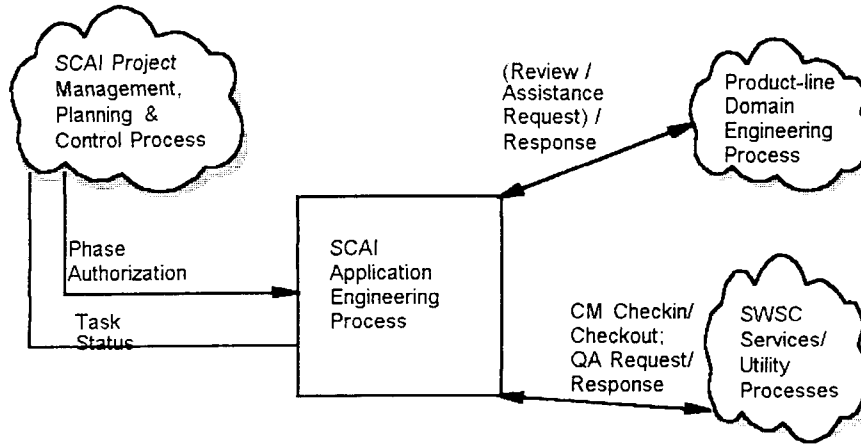 SCAI Project
Management,
Planning &
Control Process
(Review /
Assistance
Request) /
Response
Product-line
Domain
Engineering
Process
Phase
Authorization
SCAI
Application
Engineering
Process
Task
Status
CM Checkin/
Checkout;
QA Request/
Response
SWSC
Services/
Utility
Processes